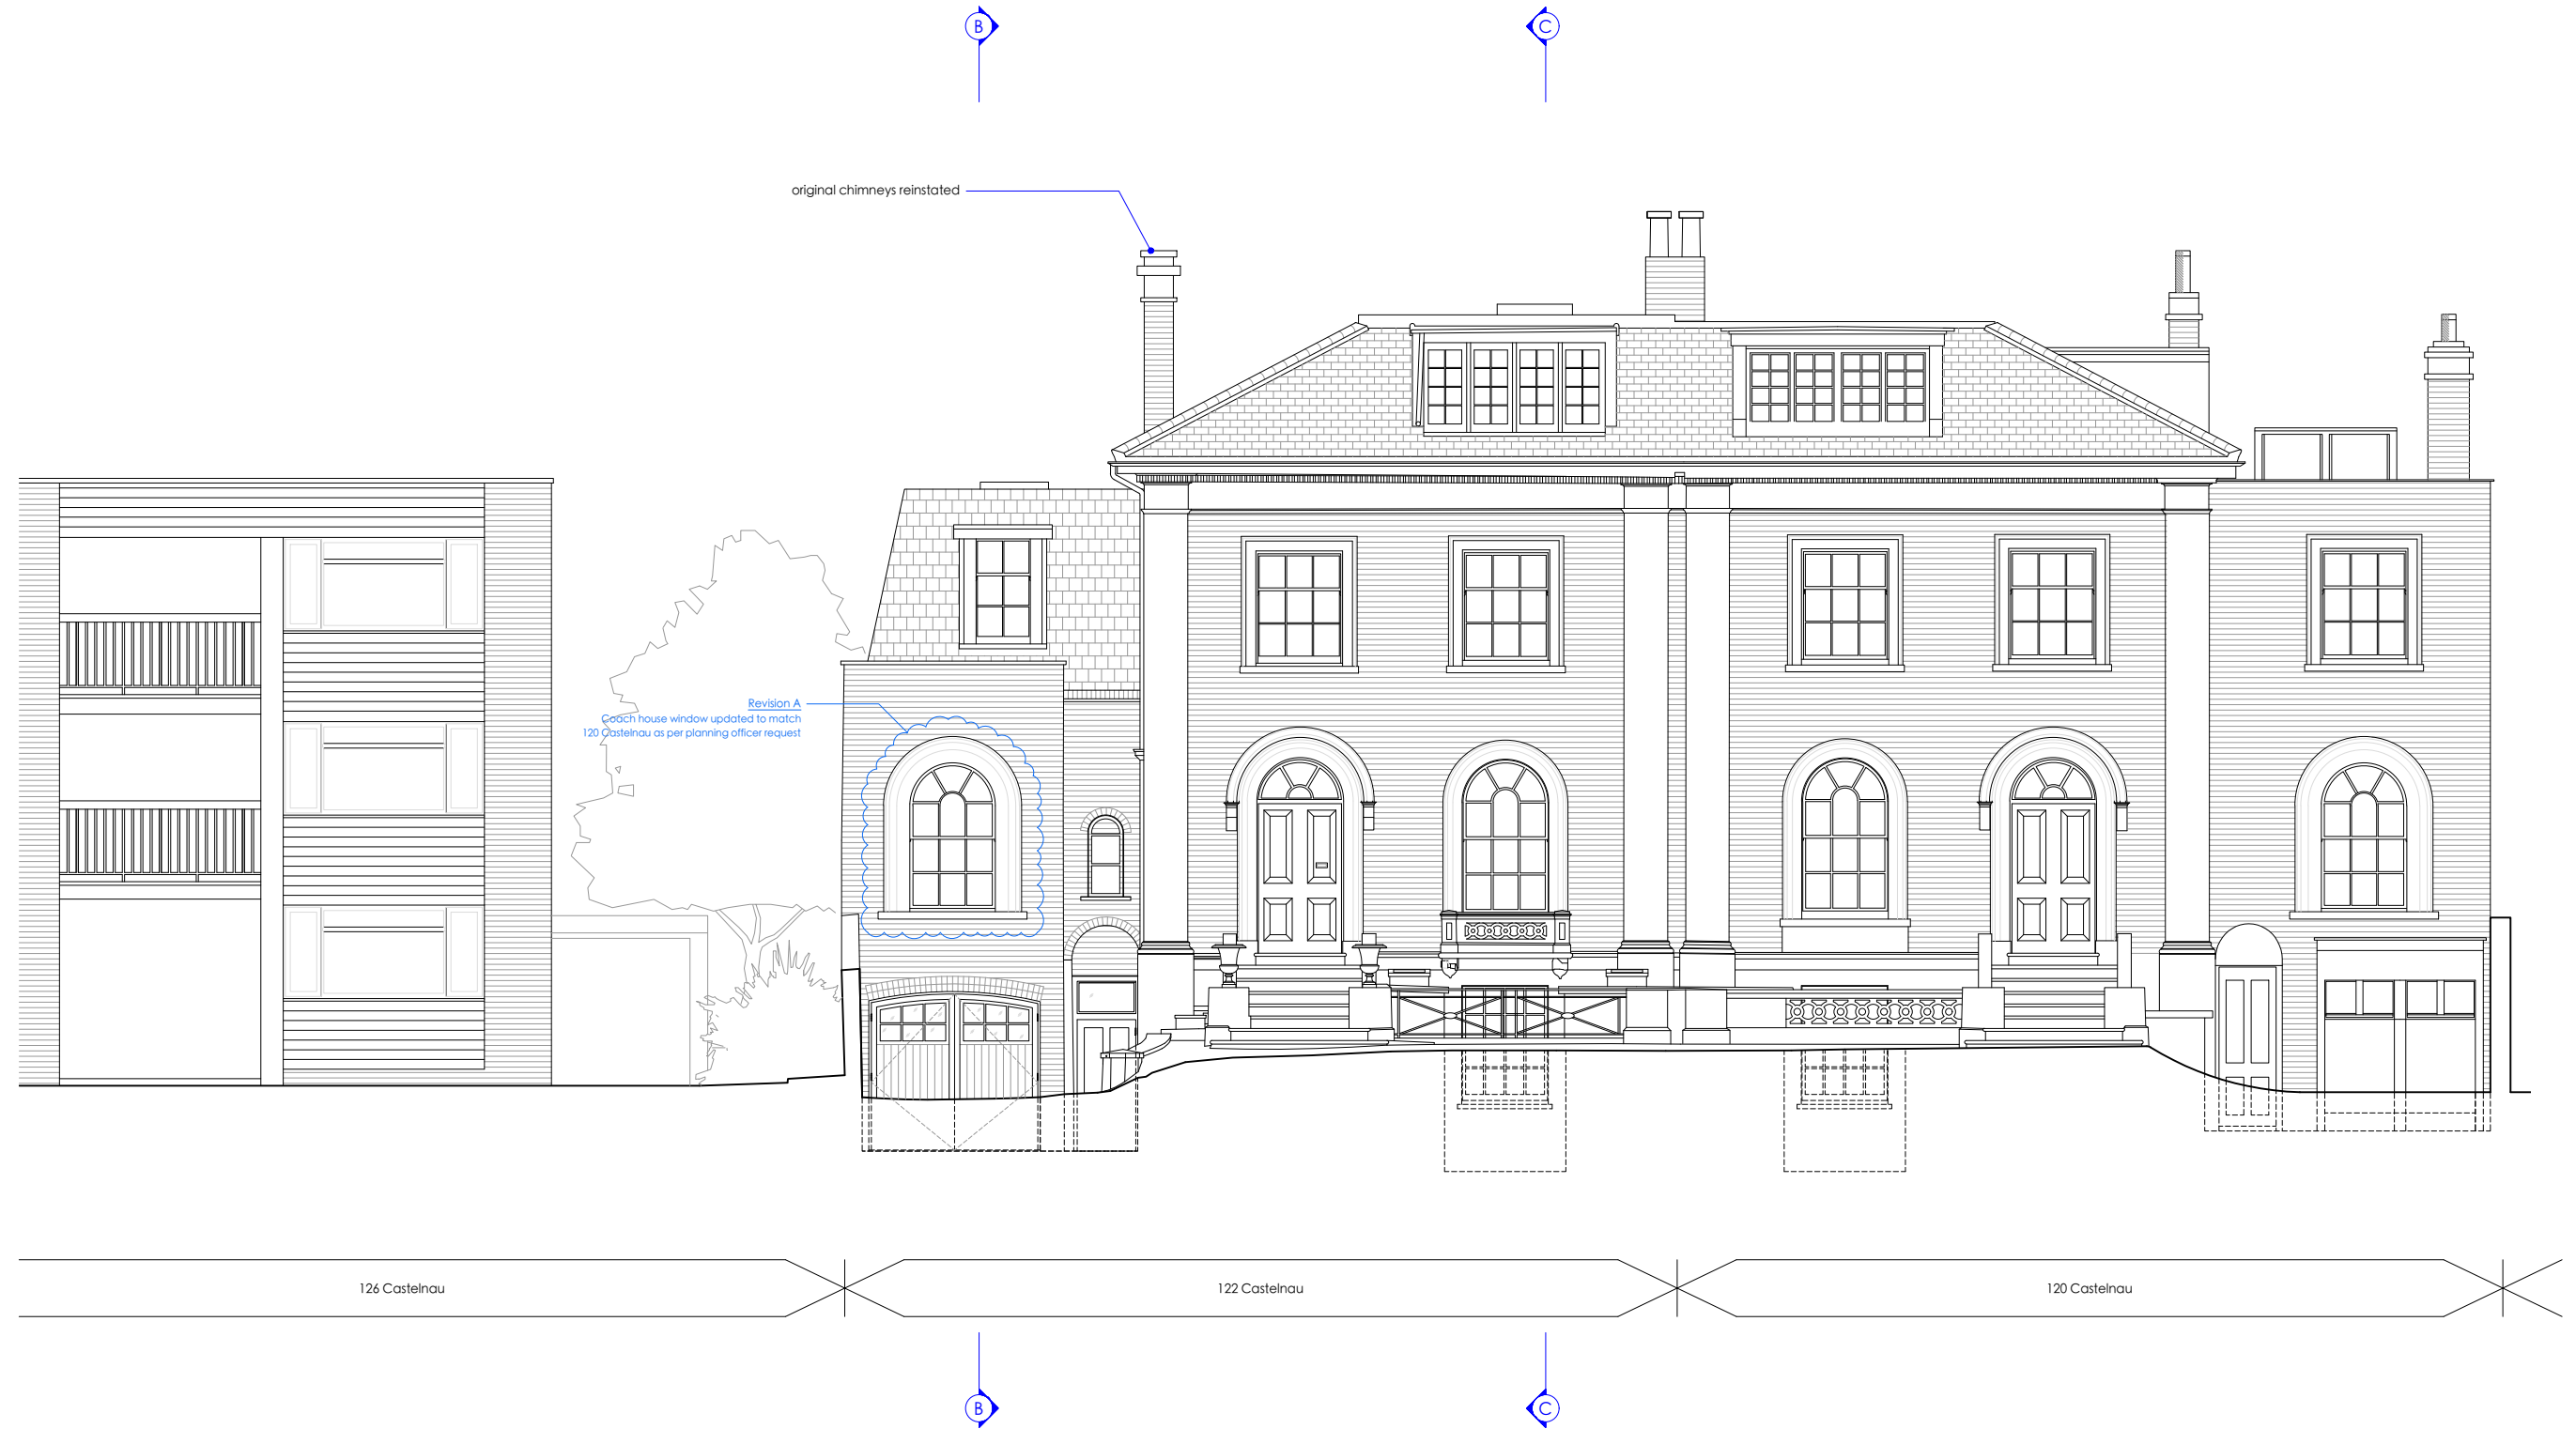 B
C
original chimneys reinstated
Revision A
Coach house window updated to match
120 Castelnau as per planning officer request
126 Castelnau
122 Castelnau
120 Castelnau
B
C